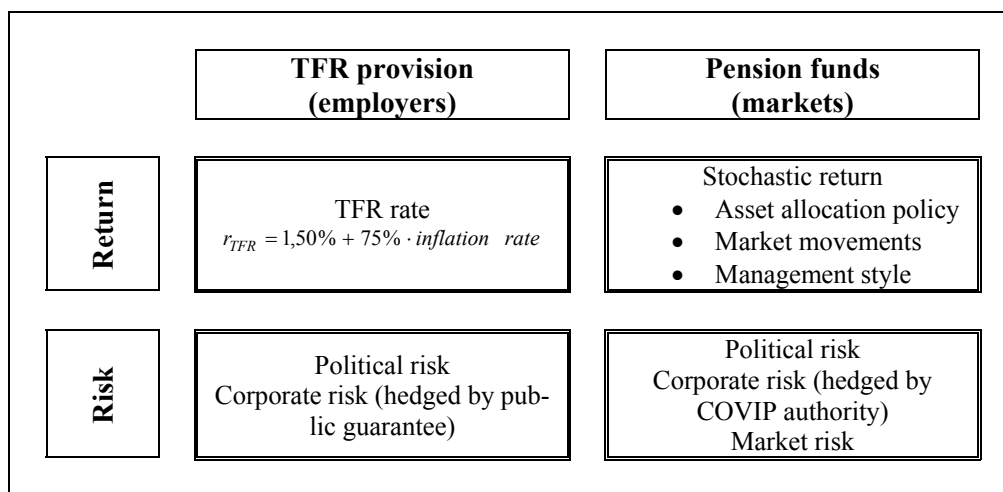 TFR provision
(employers)
Pension funds
(markets)
Return
TFR rate
r_TFR = 1,50% + 75% · inflation rate
Stochastic return
• Asset allocation policy
• Market movements
• Management style
Risk
Political risk
Corporate risk (hedged by pub-
lic guarantee)
Political risk
Corporate risk (hedged by
COVIP authority)
Market risk